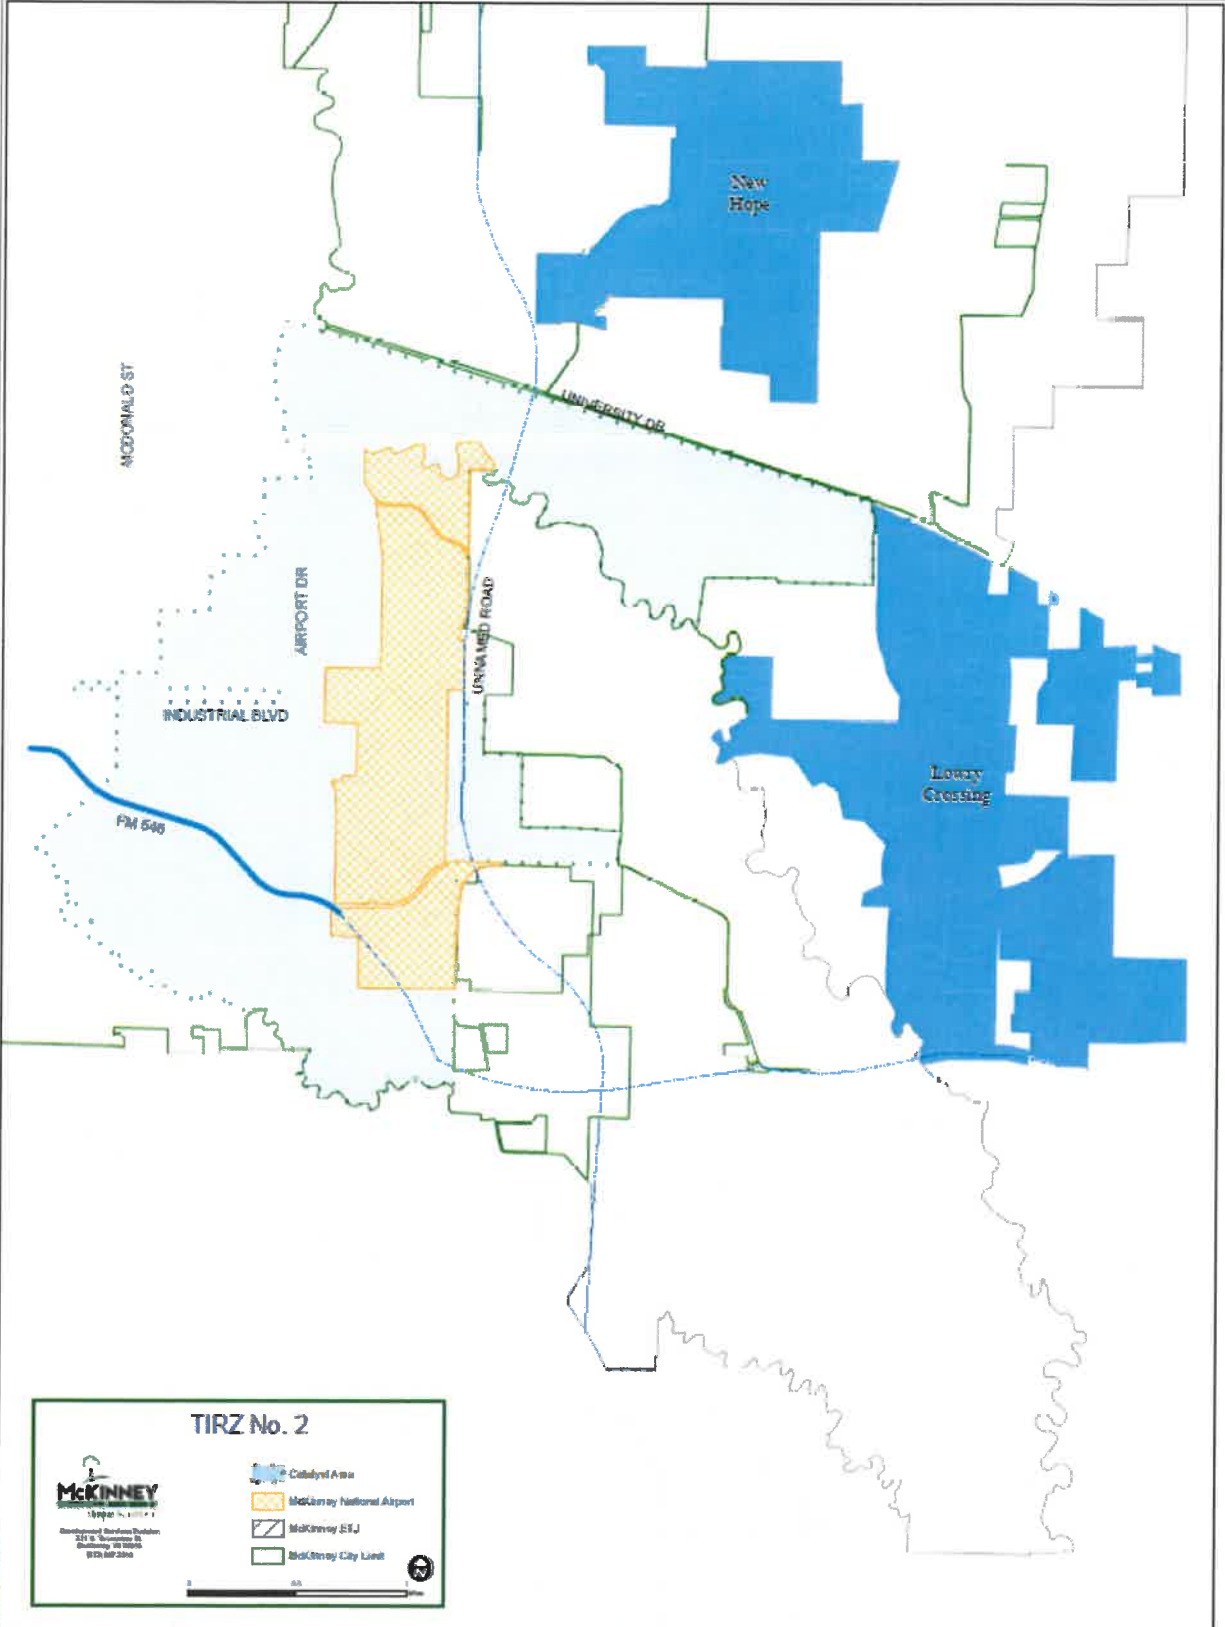 New
Hope
MCDONALD ST
UNIVERSITY DR
AIRPORT DR
UNNAMED ROAD
INDUSTRIAL BLVD
Lowry
Crossing
FM 546
TIRZ No. 2
McKINNEY
Catalyst Area
McKinney National Airport
McKinney ETJ
McKinney City Limit
N